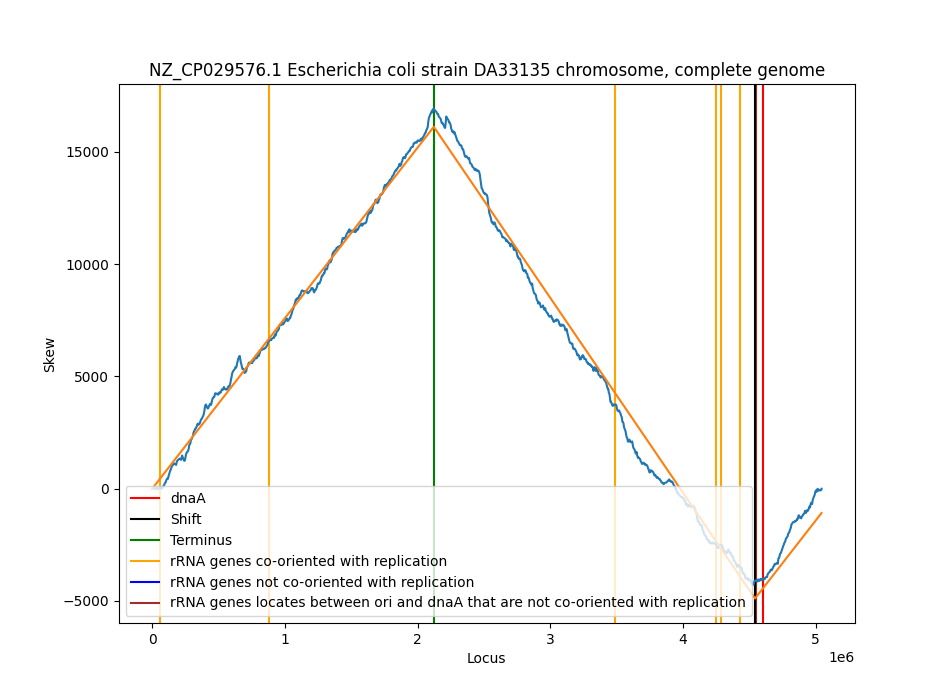 NZ_CP029576.1 Escherichia coli strain DA33135 chromosome, complete genome
Skew
15000
10000
5000
0
−5000
dnaA
Shift
Terminus
rRNA genes co-oriented with replication
rRNA genes not co-oriented with replication
rRNA genes locates between ori and dnaA that are not co-oriented with replication
0 1 2 3 4 5
1e6
Locus